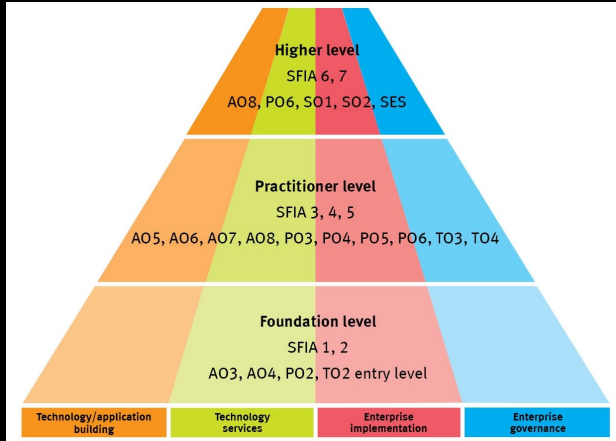 Higher level
SFIA 6, 7
AO8, PO6, SO1, SO2, SES
Practitioner level
SFIA 3, 4, 5
AO5, AO6, AO7, AO8, PO3, PO4, PO5, PO6, TO3, TO4
Foundation level
SFIA 1, 2
AO3, AO4, PO2, TO2 entry level
Technology/application
building
Technology
services
Enterprise
implementation
Enterprise
governance